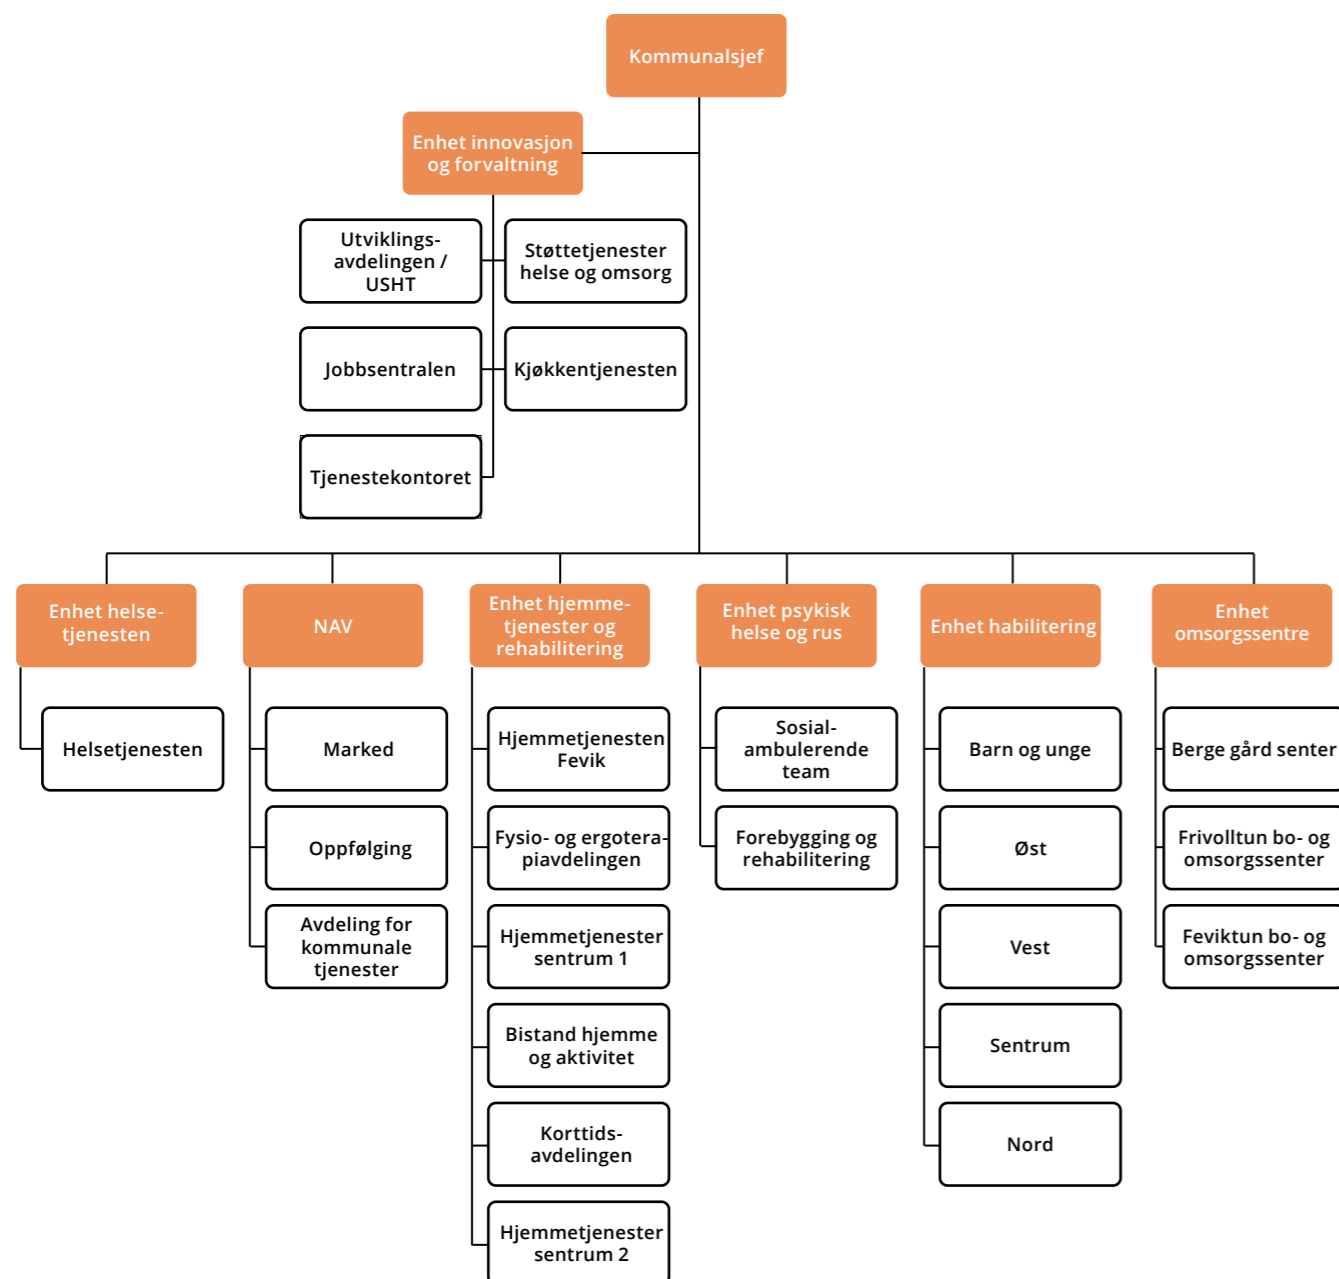 Kommunalsjef
Enhet innovasjon
og forvaltning
Utviklings-
avdelingen /
USHT
Støttetjenester
helse og omsorg
Jobbsentralen
Kjøkkentjenesten
Tjenestekontoret
Enhet helse-
tjenesten
Helsetjenesten
NAV
Marked
Oppfølging
Avdeling for
kommunale
tjenester
Enhet hjemme-
tjenester og
rehabilitering
Hjemmetjenesten
Fevik
Fysio- og ergotera-
piavdelingen
Hjemmetjenester
sentrum 1
Bistand hjemme
og aktivitet
Korttids-
avdelingen
Hjemmetjenester
sentrum 2
Enhet psykisk
helse og rus
Sosial-
ambulerende
team
Forebygging og
rehabilitering
Enhet habilitering
Barn og unge
Øst
Vest
Sentrum
Nord
Enhet
omsorgssentre
Berge gård senter
Frivolltun bo- og
omsorgssenter
Feviktun bo- og
omsorgssenter